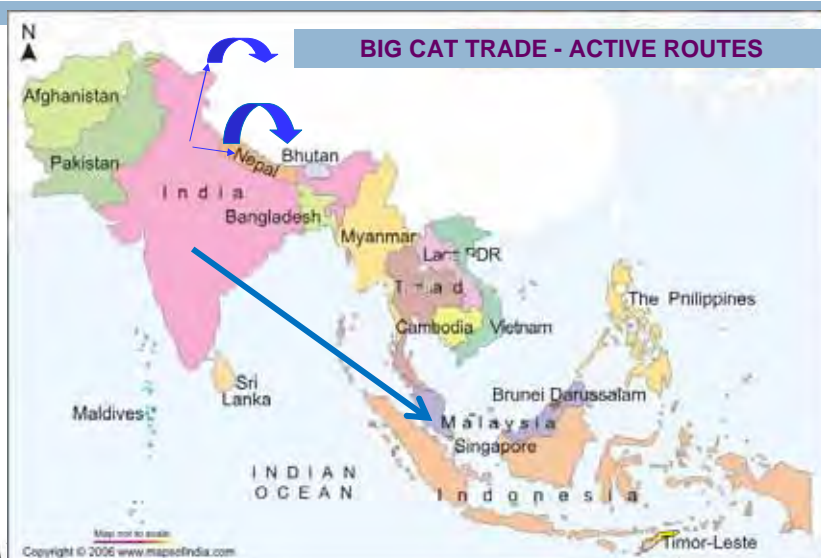 N
BIG CAT TRADE - ACTIVE ROUTES
Afghanistan
Pakistan
Nepal
Bhutan
India
Bangladesh
Myanmar
Lao PDR
Cambodia
Vietnam
The Philippines
Sri
Lanka
Maldives
Brunei Darussalam
Malaysia
Singapore
INDIAN
OCEAN
Indonesia
Timor-Leste
Map not to scale
Copyright © 2006 www.mapsofindia.com